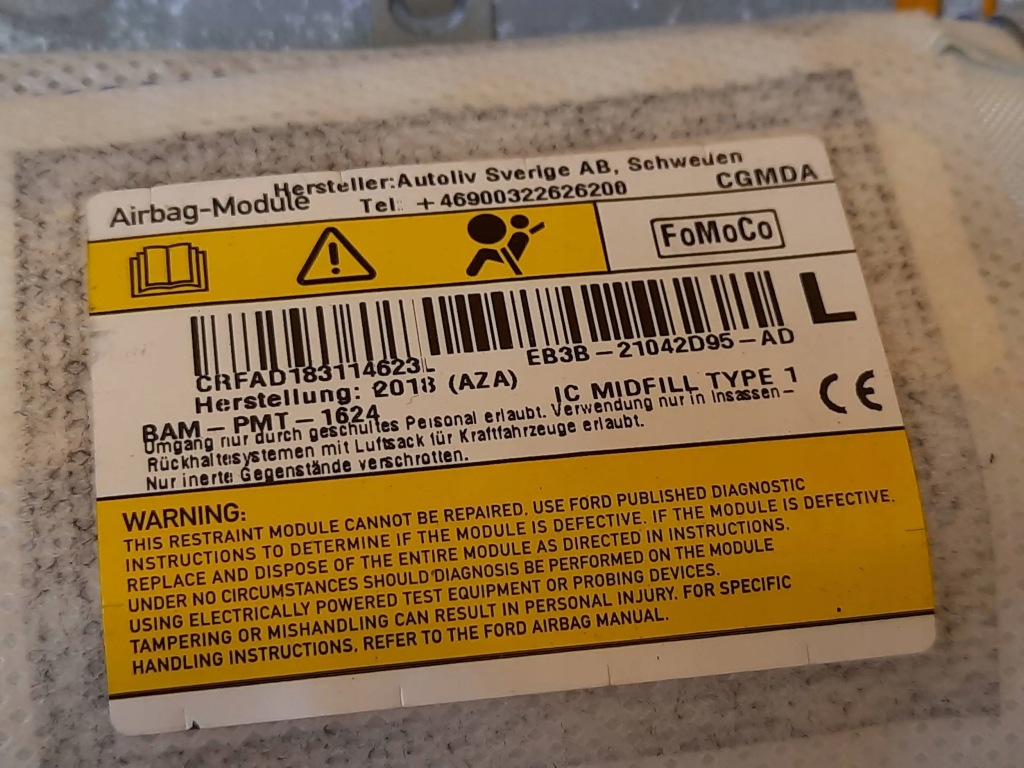 Hersteller: Autoliv Sverige AB, Schweden
Airbag-Module Tel: +46900322626200 CGMDA
FoMoCo
L
CRFAD183114623L EB3B-21042D95-AD
Herstellung: 2018 (AZA) IC MIDFILL TYPE 1
BAM-PMT-1624
Umgang nur durch geschultes Personal erlaubt. Verwendung nur in Insassen-
Rückhaltesystemen mit Luftsack für Kraftfahrzeuge erlaubt.
Nur inerte Gegenstände verschrotten.
CE
WARNING:
THIS RESTRAINT MODULE CANNOT BE REPAIRED. USE FORD PUBLISHED DIAGNOSTIC
INSTRUCTIONS TO DETERMINE IF THE MODULE IS DEFECTIVE. IF THE MODULE IS DEFECTIVE,
REPLACE AND DISPOSE OF THE ENTIRE MODULE AS DIRECTED IN INSTRUCTIONS.
UNDER NO CIRCUMSTANCES SHOULD DIAGNOSIS BE PERFORMED ON THE MODULE
USING ELECTRICALLY POWERED TEST EQUIPMENT OR PROBING DEVICES.
TAMPERING OR MISHANDLING CAN RESULT IN PERSONAL INJURY. FOR SPECIFIC
HANDLING INSTRUCTIONS, REFER TO THE FORD AIRBAG MANUAL.